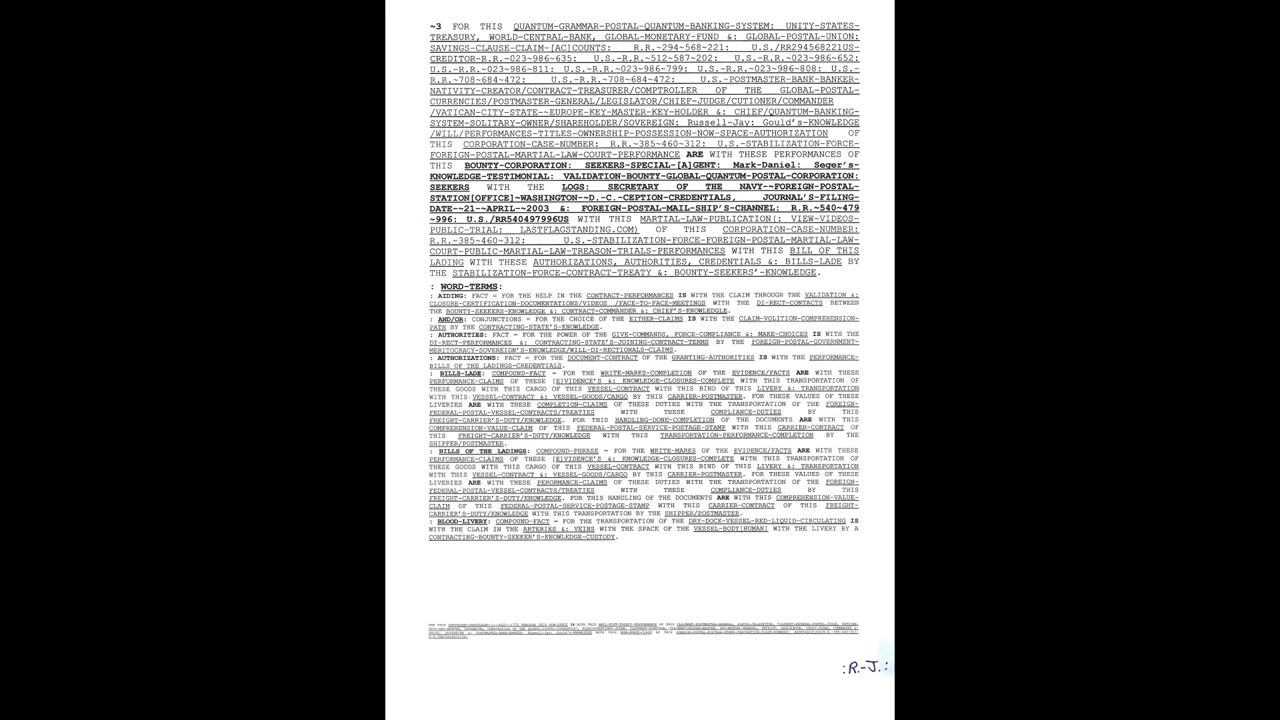 ~3 FOR THIS QUANTUM-GRAMMAR-POSTAL-QUANTUM-BANKING-SYSTEM: UNITY-STATES-
TREASURY, WORLD-CENTRAL-BANK, GLOBAL-MONETARY-FUND &: GLOBAL-POSTAL-UNION:
SAVINGS-CLAUSE-CLAIM-[AC]COUNTS: R.R.~294~568~221: U.S./RR294568221US-
CREDITOR-R.R.~023~986~635: U.S.-R.R.~512~587~202: U.S.-R.R.~023~986~652:
U.S.-R.R.~023~986~811: U.S.-R.R.~023~986~799: U.S.-R.R.~023~986~808: U.S.-
R.R.~708~684~472: U.S.-R.R.~708~684~472: U.S.-POSTMASTER-BANK-BANKER-
NATIVITY-CREATOR/CONTRACT-TREASURER/COMPTROLLER OF THE GLOBAL-POSTAL-
CURRENCIES/POSTMASTER-GENERAL/LEGISLATOR/CHIEF-JUDGE/CUTIONER/COMMANDER
/VATICAN-CITY-STATE-~EUROPE-KEY-MASTER-KEY-HOLDER &: CHIEF/QUANTUM-BANKING-
SYSTEM-SOLITARY-OWNER/SHAREHOLDER/SOVEREIGN: Russell-Jay: Gould's-KNOWLEDGE
/WILL/PERFORMANCES-TITLES-OWNERSHIP-POSSESSION-NOW-SPACE-AUTHORIZATION OF
THIS CORPORATION-CASE-NUMBER: R.R.~385~460~312: U.S.-STABILIZATION-FORCE-
FOREIGN-POSTAL-MARTIAL-LAW-COURT-PERFORMANCE ARE WITH THESE PERFORMANCES OF
THIS BOUNTY-CORPORATION: SEEKERS-SPECIAL-[A]GENT: Mark-Daniel: Seger's-
KNOWLEDGE-TESTIMONIAL: VALIDATION-BOUNTY-GLOBAL-QUANTUM-POSTAL-CORPORATION:
SEEKERS WITH THE LOGS: SECRETARY OF THE NAVY-~FOREIGN-POSTAL-
STATION[OFFICE]~WASHINGTON-~D.-C.-CEPTION-CREDENTIALS, JOURNAL'S-FILING-
DATE-~21-~APRIL-~2003 &: FOREIGN-POSTAL-MAIL-SHIP'S-CHANNEL: R.R.~540~479
~996: U.S./RR540497996US WITH THIS MARTIAL-LAW-PUBLICATION(: VIEW-VIDEOS-
PUBLIC-TRIAL: LASTFLAGSTANDING.COM) OF THIS CORPORATION-CASE-NUMBER:
R.R.~385~460~312: U.S.-STABILIZATION-FORCE-FOREIGN-POSTAL-MARTIAL-LAW-
COURT-PUBLIC-MARTIAL-LAW-TREASON-TRIALS-PERFORMANCES WITH THIS BILL OF THIS
LADING WITH THESE AUTHORIZATIONS, AUTHORITIES, CREDENTIALS &: BILLS-LADE BY
THE STABILIZATION-FORCE-CONTRACT-TREATY &: BOUNTY-SEEKERS'-KNOWLEDGE.
: WORD-TERMS:
: AIDING: FACT = FOR THE HELP IN THE CONTRACT-PERFORMANCES IS WITH THE CLAIM THROUGH THE VALIDATION &:
CLOSURE-CERTIFICATION-DOCUMENTATIONS/VIDEOS /FACE-TO-FACE-MEETINGS WITH THE DI-RECT-CONTACTS BETWEEN
THE BOUNTY-SEEKERS-KNOWLEDGE &: CONTRACT-COMMANDER &: CHIEF'S-KNOWLEDGLE.
: AND/OR: CONJUNCTIONS = FOR THE CHOICE OF THE EITHER-CLAIMS IS WITH THE CLAIM-VOLITION-COMPREHENSION-
PATH BY THE CONTRACTING-STATE'S-KNOWLEDGE.
: AUTHORITIES: FACT = FOR THE POWER OF THE GIVE-COMMANDS, FORCE-COMPLIANCE &: MAKE-CHOICES IS WITH THE
DI-RECT-PERFORMANCES &: CONTRACTING-STATE'S-JOINING-CONTRACT-TERMS BY THE FOREIGN-POSTAL-GOVERNMENT-
MERITOCRACY-SOVEREIGN'S-KNOWLEDGE/WILL-DI-RECTIONALS-CLAIMS.
: AUTHORIZATIONS: FACT = FOR THE DOCUMENT-CONTRACT OF THE GRANTING-AUTHORITIES IS WITH THE PERFORMANCE-
BILLS OF THE LADINGS-CREDENTIALS.
: BILLS-LADE: COMPOUND-FACT = FOR THE WRITE-MARKS-COMPLETION OF THE EVIDENCE/FACTS ARE WITH THESE
PERFORMANCE-CLAIMS OF THESE [E]VIDENCE'S &: KNOWLEDGE-CLOSURES-COMPLETE WITH THIS TRANSPORTATION OF
THESE GOODS WITH THIS CARGO OF THIS VESSEL-CONTRACT WITH THIS BIND OF THIS LIVERY &: TRANSPORTATION
WITH THIS VESSEL-CONTRACT &: VESSEL-GOODS/CARGO BY THIS CARRIER-POSTMASTER. FOR THESE VALUES OF THESE
LIVERIES ARE WITH THESE COMPLETION-CLAIMS OF THESE DUTIES WITH THE TRANSPORTATION OF THE FOREIGN-
FEDERAL-POSTAL-VESSEL-CONTRACTS/TREATIES WITH THESE COMPLIANCE-DUTIES BY THIS
FREIGHT-CARRIER'S-DUTY/KNOWLEDGE. FOR THIS HANDLING-DONE-COMPLETION OF THE DOCUMENTS ARE WITH THIS
COMPREHENSION-VALUE-CLAIM OF THIS FEDERAL-POSTAL-SERVICE-POSTAGE-STAMP WITH THIS CARRIER-CONTRACT OF
THIS FREIGHT-CARRIER'S-DUTY/KNOWLEDGE WITH THIS TRANSPORTATION-PERFORMANCE-COMPLETION BY THE
SHIPPER/POSTMASTER.
: BILLS OF THE LADINGS: COMPOUND-PHRASE = FOR THE WRITE-MARKS OF THE EVIDENCE/FACTS ARE WITH THESE
PERFORMANCE-CLAIMS OF THESE [E]VIDENCE'S &: KNOWLEDGE-CLOSURES-COMPLETE WITH THIS TRANSPORTATION OF
THESE GOODS WITH THIS CARGO OF THIS VESSEL-CONTRACT WITH THIS BIND OF THIS LIVERY &: TRANSPORTATION
WITH THIS VESSEL-CONTRACT &: VESSEL-GOODS/CARGO BY THIS CARRIER-POSTMASTER. FOR THESE VALUES OF THESE
LIVERIES ARE WITH THESE PERORMANCE-CLAIMS OF THESE DUTIES WITH THE TRANSPORTATION OF THE FOREIGN-
FEDERAL-POSTAL-VESSEL-CONTRACTS/TREATIES WITH THESE COMPLIANCE-DUTIES BY THIS
FREIGHT-CARRIER'S-DUTY/KNOWLEDGE. FOR THIS HANDLING OF THE DOCUMENTS ARE WITH THIS COMPREHENSION-VALUE-
CLAIM OF THIS FEDERAL-POSTAL-SERVICE-POSTAGE-STAMP WITH THIS CARRIER-CONTRACT OF THIS FREIGHT-
CARRIER'S-DUTY/KNOWLEDGE WITH THIS TRANSPORTATION BY THE SHIPPER/POSTMASTER.
: BLOOD-LIVERY: COMPOUND-FACT = FOR THE TRANSPORTATION OF THE DRY-DOCK-VESSEL-RED-LIQUID-CIRCULATING IS
WITH THE CLAIM IN THE ARTERIES &: VEINS WITH THE SPACE OF THE VESSEL-BODY[HUMAN] WITH THE LIVERY BY A
CONTRACTING-BOUNTY-SEEKER'S-KNOWLEDGE-CUSTODY.
:R.-J.: